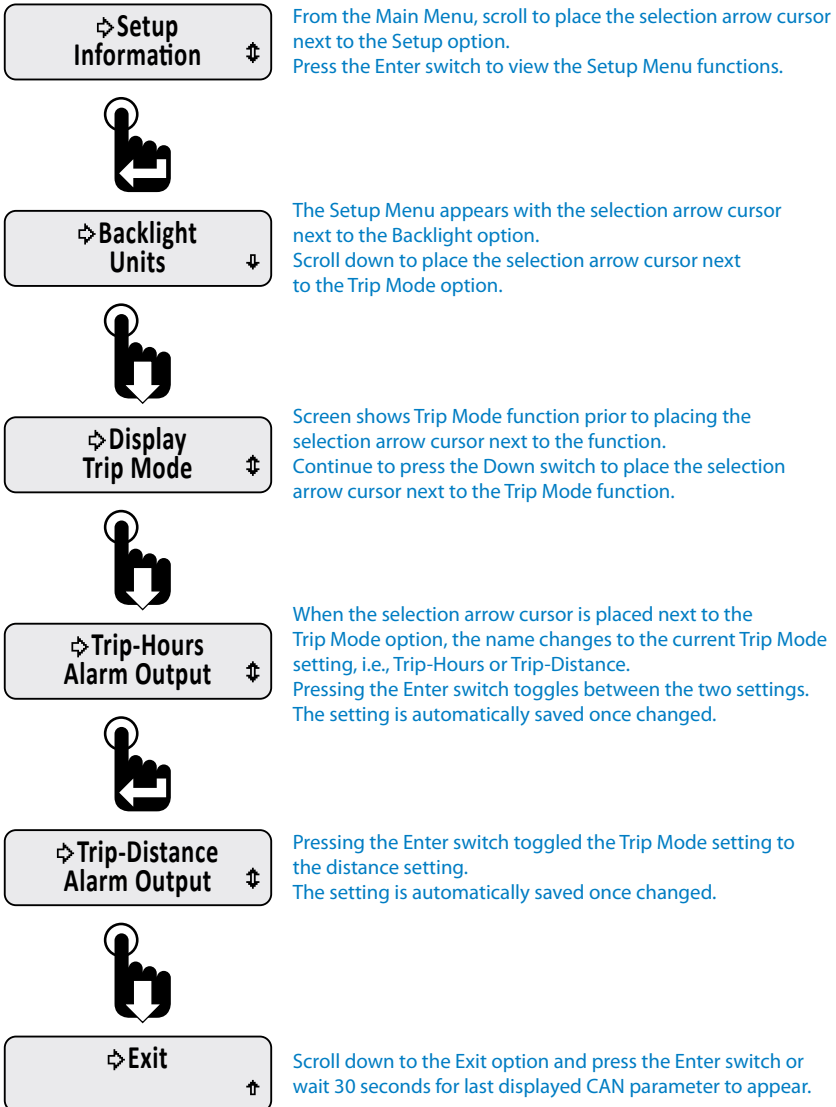 Setup
Information
From the Main Menu, scroll to place the selection arrow cursor
next to the Setup option.
Press the Enter switch to view the Setup Menu functions.
Backlight
Units
The Setup Menu appears with the selection arrow cursor
next to the Backlight option.
Scroll down to place the selection arrow cursor next
to the Trip Mode option.
Display
Trip Mode
Screen shows Trip Mode function prior to placing the
selection arrow cursor next to the function.
Continue to press the Down switch to place the selection
arrow cursor next to the Trip Mode function.
Trip-Hours
Alarm Output
When the selection arrow cursor is placed next to the
Trip Mode option, the name changes to the current Trip Mode
setting, i.e., Trip-Hours or Trip-Distance.
Pressing the Enter switch toggles between the two settings.
The setting is automatically saved once changed.
Trip-Distance
Alarm Output
Pressing the Enter switch toggled the Trip Mode setting to
the distance setting.
The setting is automatically saved once changed.
Exit
Scroll down to the Exit option and press the Enter switch or
wait 30 seconds for last displayed CAN parameter to appear.